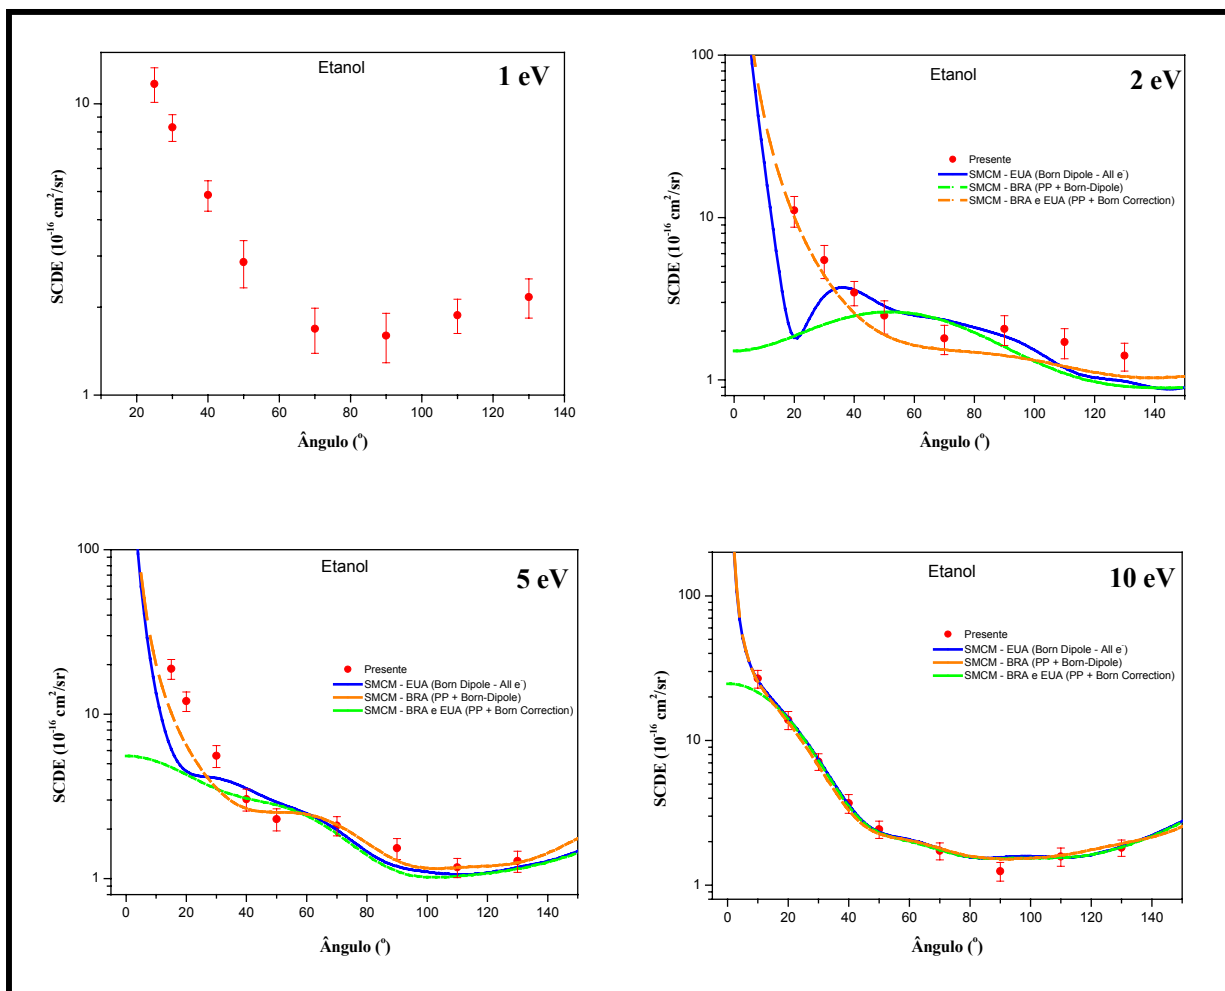 Etanol
1 eV
10
1
SCDE (10⁻¹⁶ cm²/sr)
20 40 60 80 100 120 140
Ângulo (º)
Etanol
2 eV
100
10
1
SCDE (10⁻¹⁶ cm²/sr)
Presente
SMCM - EUA (Born Dipole - All e⁻)
SMCM - BRA (PP + Born-Dipole)
SMCM - BRA e EUA (PP + Born Correction)
0 20 40 60 80 100 120 140
Ângulo (º)
Etanol
5 eV
100
10
1
SCDE (10⁻¹⁶ cm²/sr)
Presente
SMCM - EUA (Born Dipole - All e⁻)
SMCM - BRA (PP + Born-Dipole)
SMCM - BRA e EUA (PP + Born Correction)
0 20 40 60 80 100 120 140
Ângulo (º)
Etanol
10 eV
100
10
1
SCDE (10⁻¹⁶ cm²/sr)
Presente
SMCM - EUA (Born Dipole - All e⁻)
SMCM - BRA (PP + Born-Dipole)
SMCM - BRA e EUA (PP + Born Correction)
0 20 40 60 80 100 120 140
Ângulo (º)